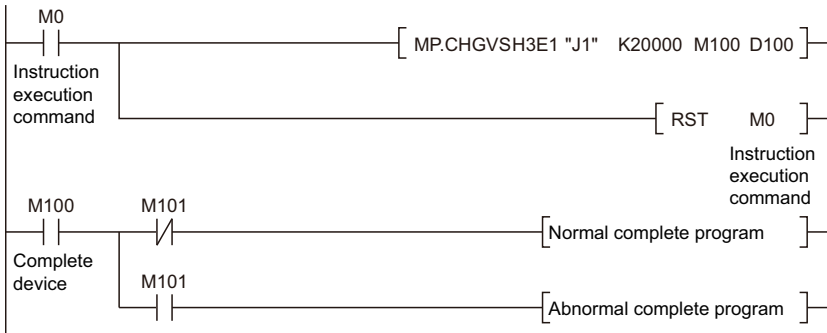 M0
MP.CHGVSH3E1 "J1" K20000 M100 D100
Instruction
execution
command
RST M0
Instruction
execution
command
M100 M101
Normal complete program
Complete
device
M101
Abnormal complete program